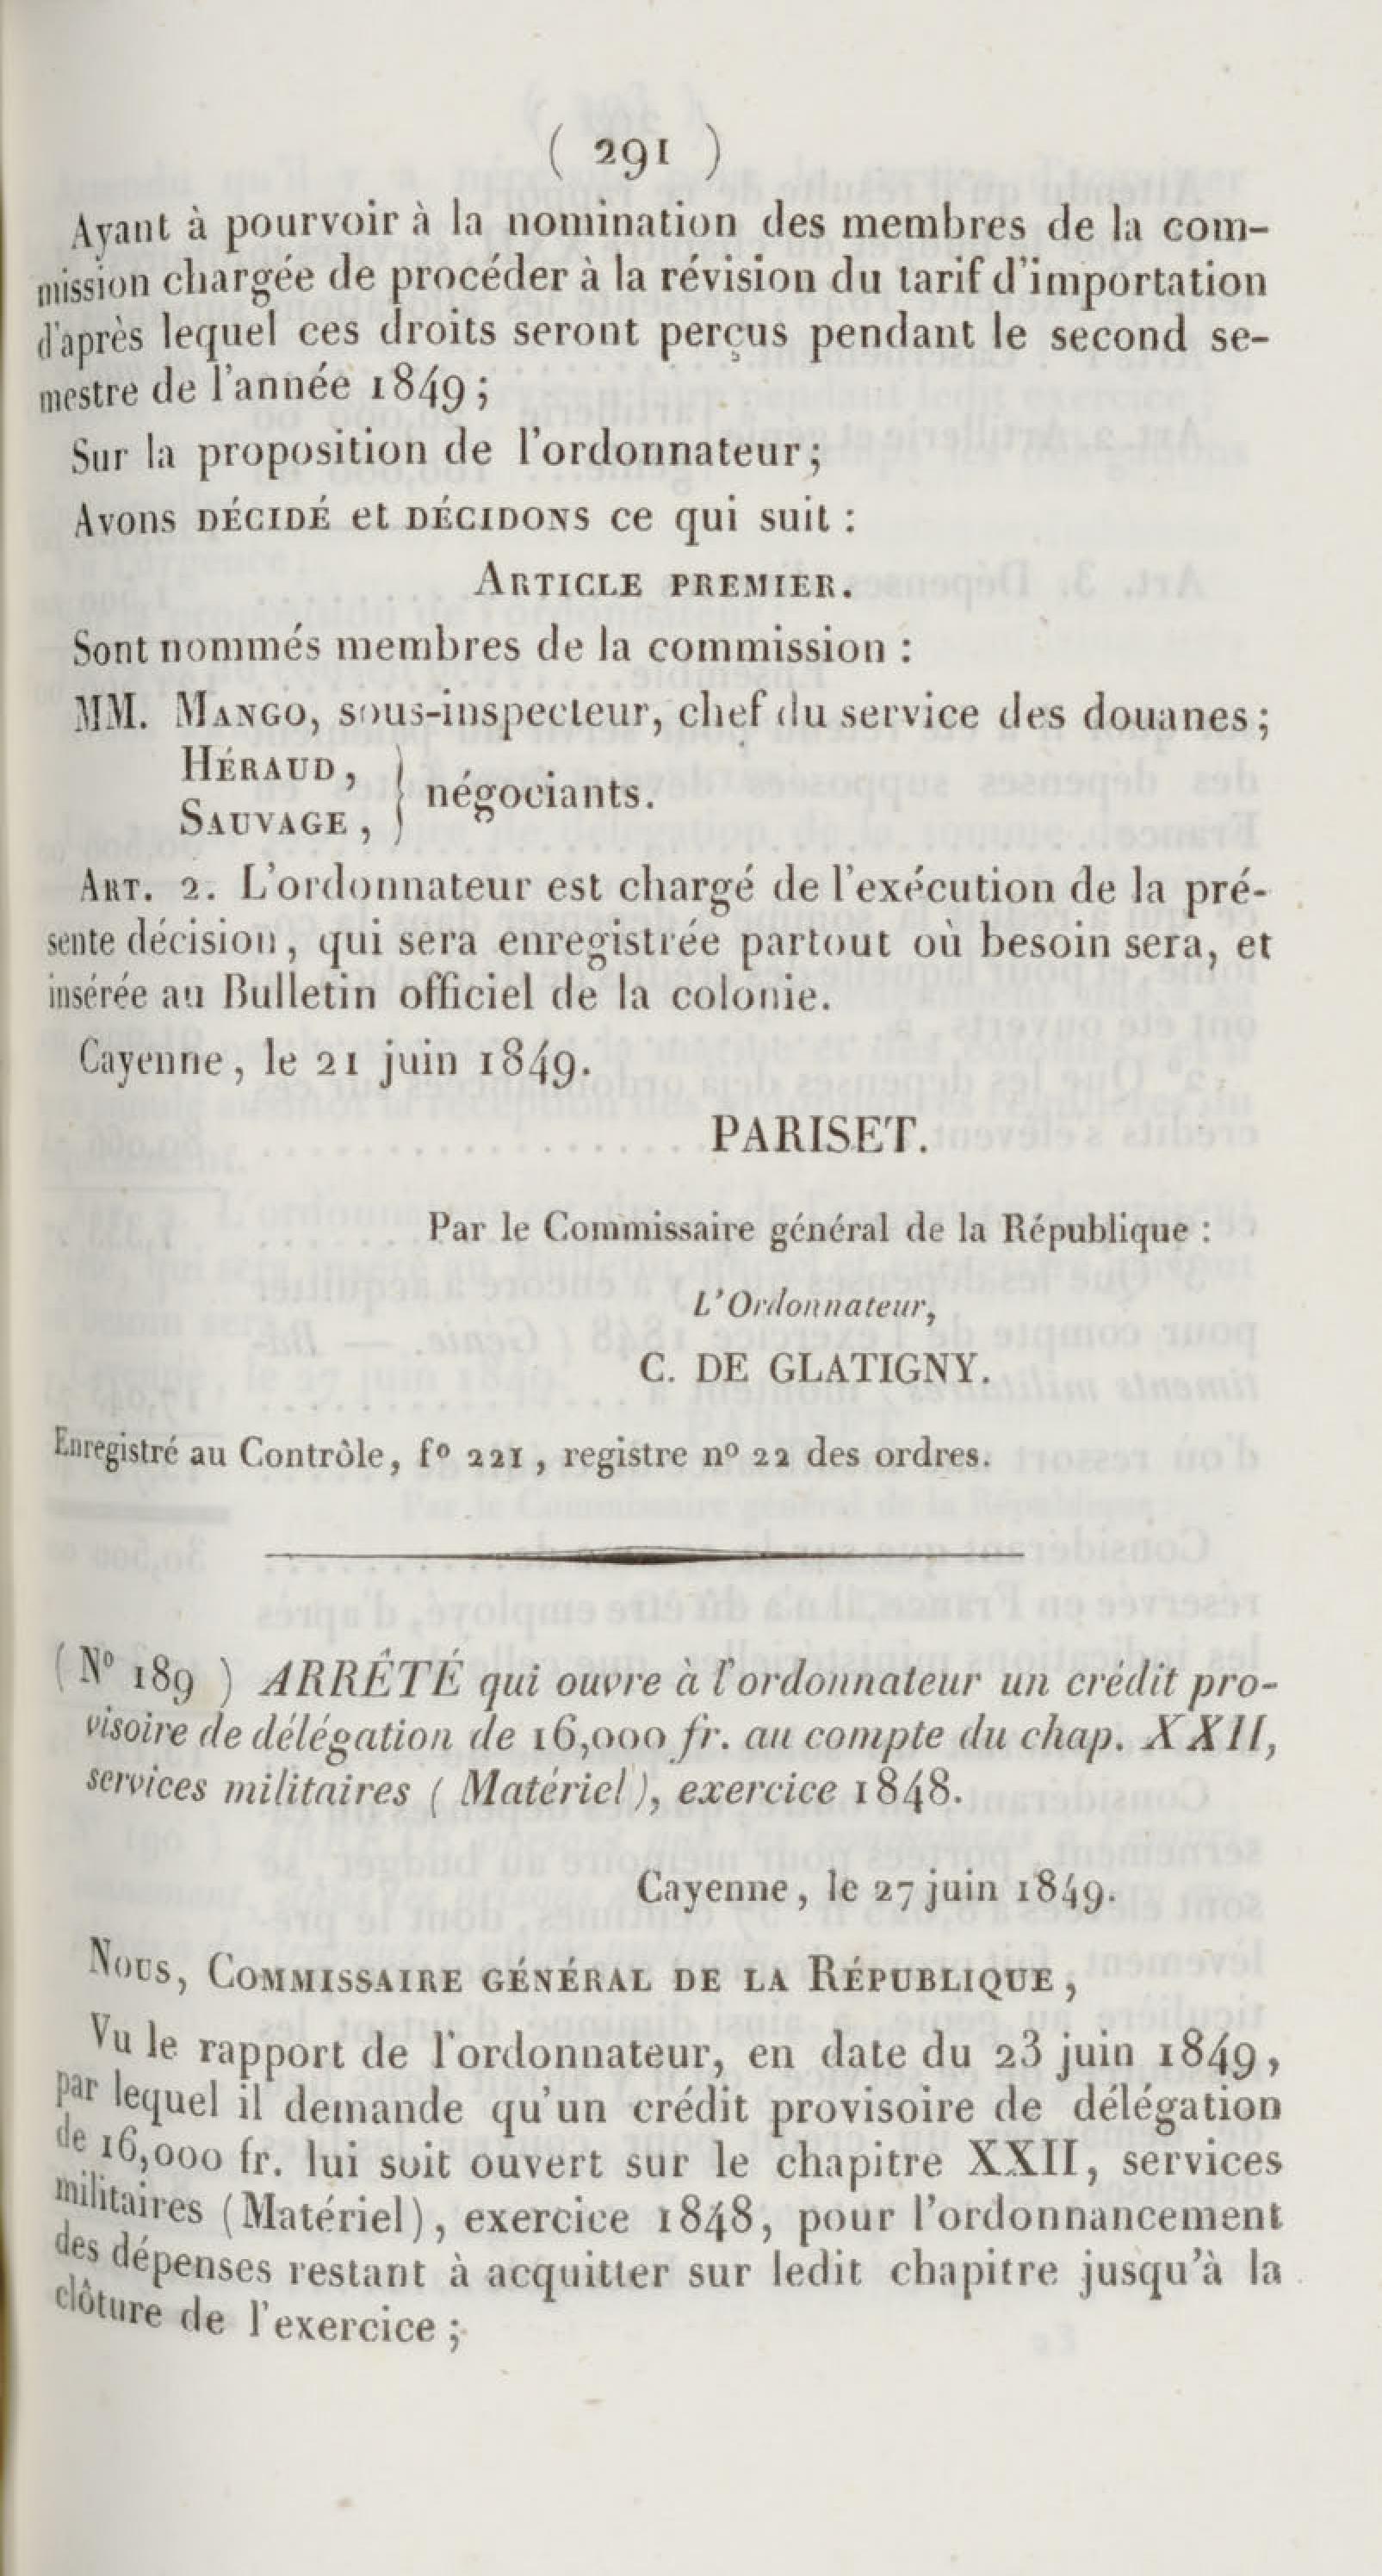 ( 291 )
Ayant à pourvoir à la nomination des membres de la com-
mission chargée de procéder à la révision du tarif d'importation
d'après lequel ces droits seront perçus pendant le second se-
mestre de l'année 1849;
Sur la proposition de l'ordonnateur;
Avons DÉCIDÉ et DÉCIDONS ce qui suit :
ARTICLE PREMIER.
Sont nommés membres de la commission :
MM. MANGO, sous-inspecteur, chef du service des douanes;
HÉRAUD,
SAUVAGE, } négociants.
ART. 2. L'ordonnateur est chargé de l'exécution de la pré-
sente décision, qui sera enregistrée partout où besoin sera, et
insérée au Bulletin officiel de la colonie.
Cayenne, le 21 juin 1849.
PARISET.
Par le Commissaire général de la République :
L'Ordonnateur,
C. DE GLATIGNY.
Enregistré au Contrôle, fº 221, registre nº 22 des ordres.
( Nº 189 ) ARRÊTÉ qui ouvre à l'ordonnateur un crédit pro-
visoire de délégation de 16,000 fr. au compte du chap. XXII,
services militaires ( Matériel ), exercice 1848.
Cayenne, le 27 juin 1849.
NOUS, COMMISSAIRE GÉNÉRAL DE LA RÉPUBLIQUE,
Vu le rapport de l'ordonnateur, en date du 23 juin 1849,
par lequel il demande qu'un crédit provisoire de délégation
de 16,000 fr. lui soit ouvert sur le chapitre XXII, services
militaires (Matériel), exercice 1848, pour l'ordonnancement
des dépenses restant à acquitter sur ledit chapitre jusqu'à la
clôture de l'exercice;